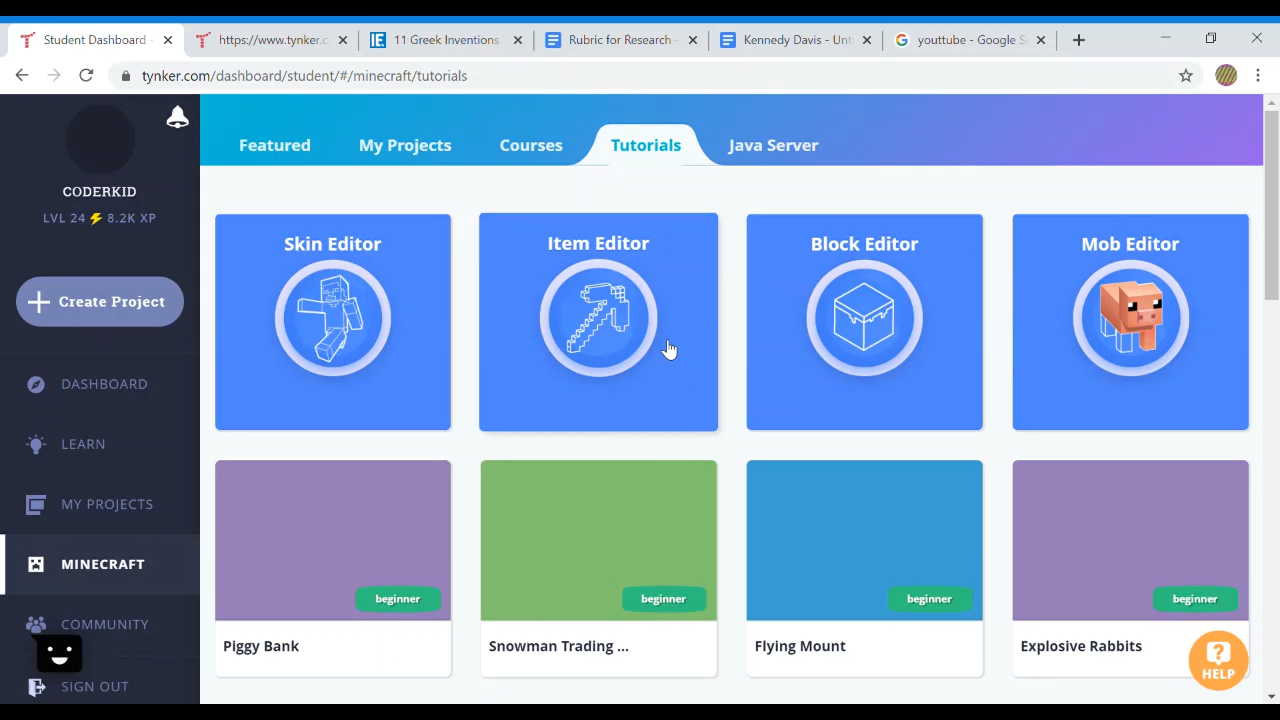 Student Dashboard -
https://www.tynker.c
11 Greek Inventions
Rubric for Research -
Kennedy Davis - Unt
youttube - Google S
tynker.com/dashboard/student/#/minecraft/tutorials
CODERKID
LVL 24 ⚡ 8.2K XP
+ Create Project
DASHBOARD
LEARN
MY PROJECTS
MINECRAFT
COMMUNITY
SIGN OUT
Featured
My Projects
Courses
Tutorials
Java Server
Skin Editor
Item Editor
Block Editor
Mob Editor
beginner
Piggy Bank
beginner
Snowman Trading ...
beginner
Flying Mount
beginner
Explosive Rabbits
?
HELP